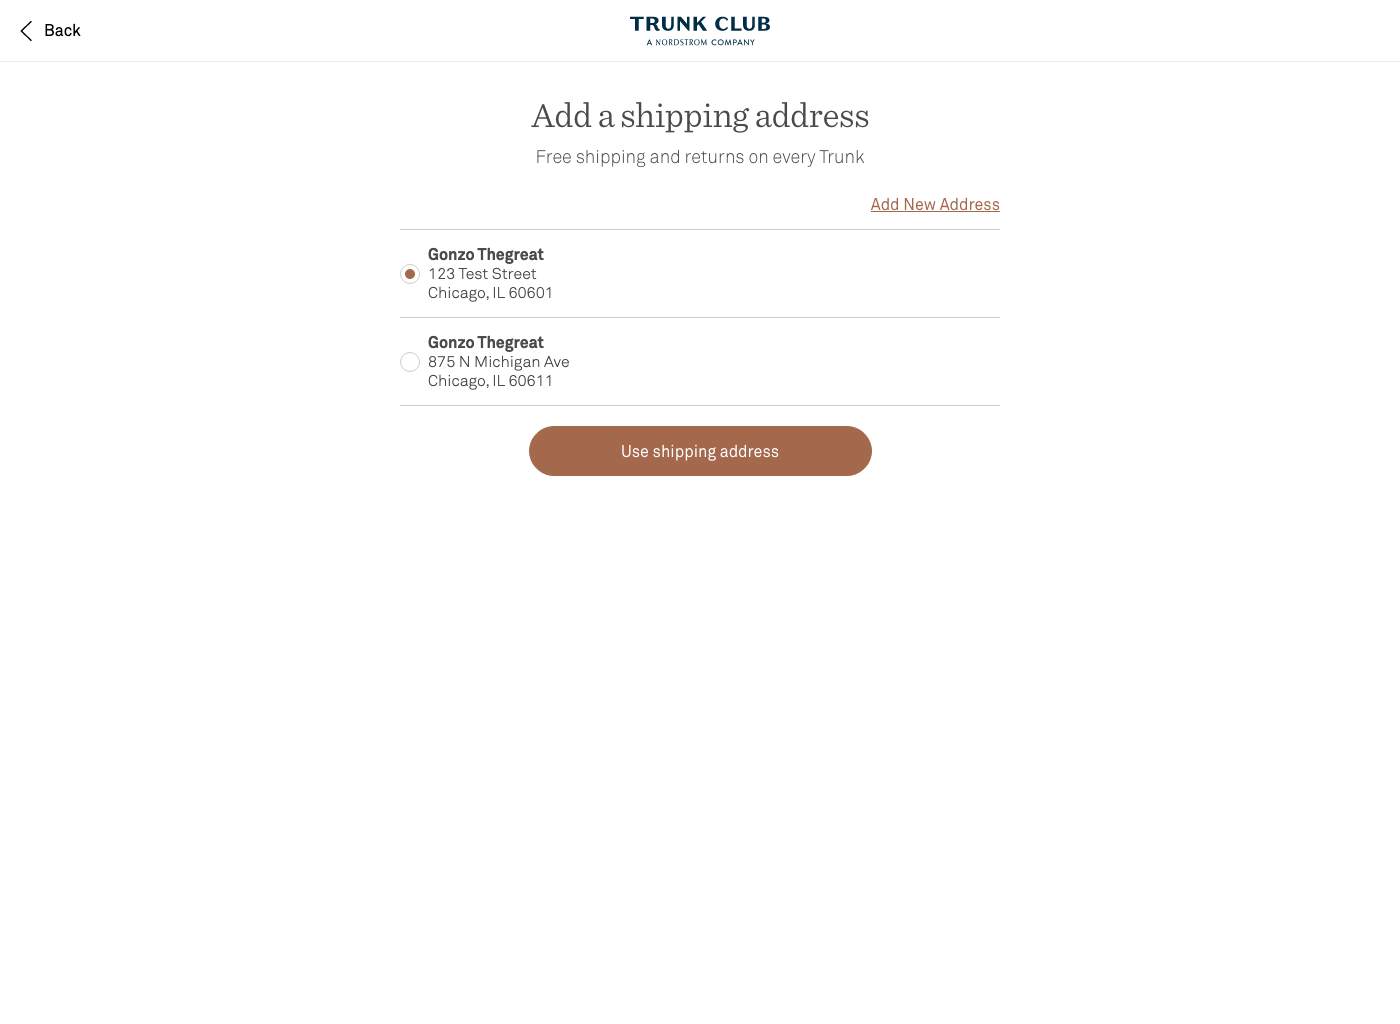 Back
TRUNK CLUB
A NORDSTROM COMPANY
Add a shipping address
Free shipping and returns on every Trunk
Add New Address
Gonzo Thegreat
123 Test Street
Chicago, IL 60601
Gonzo Thegreat
875 N Michigan Ave
Chicago, IL 60611
Use shipping address